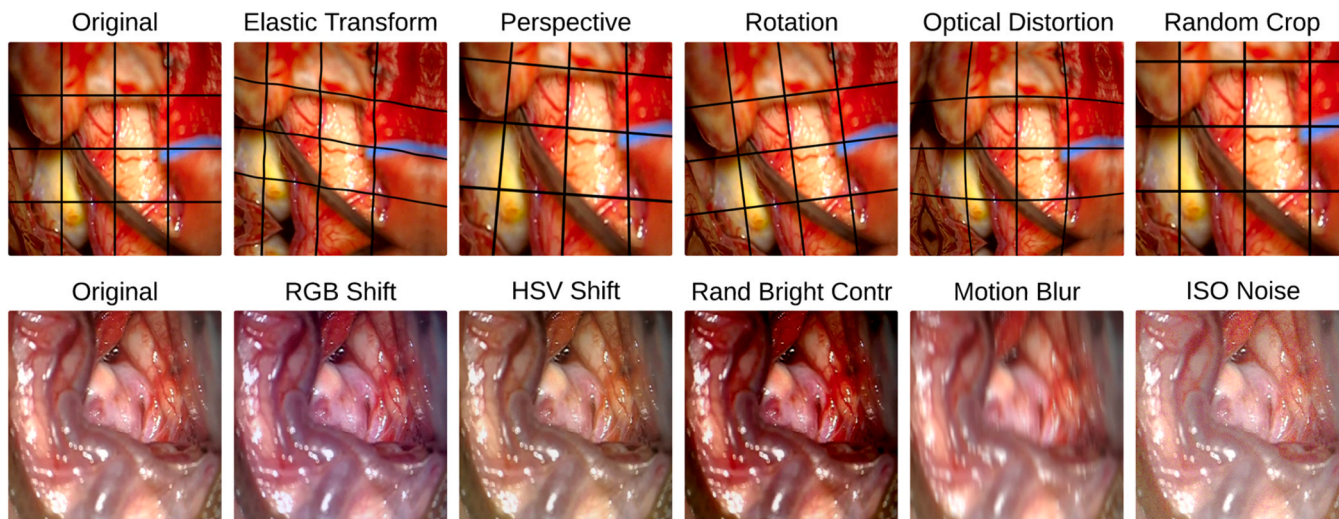 Original
Elastic Transform
Perspective
Rotation
Optical Distortion
Random Crop
Original
RGB Shift
HSV Shift
Rand Bright Contr
Motion Blur
ISO Noise